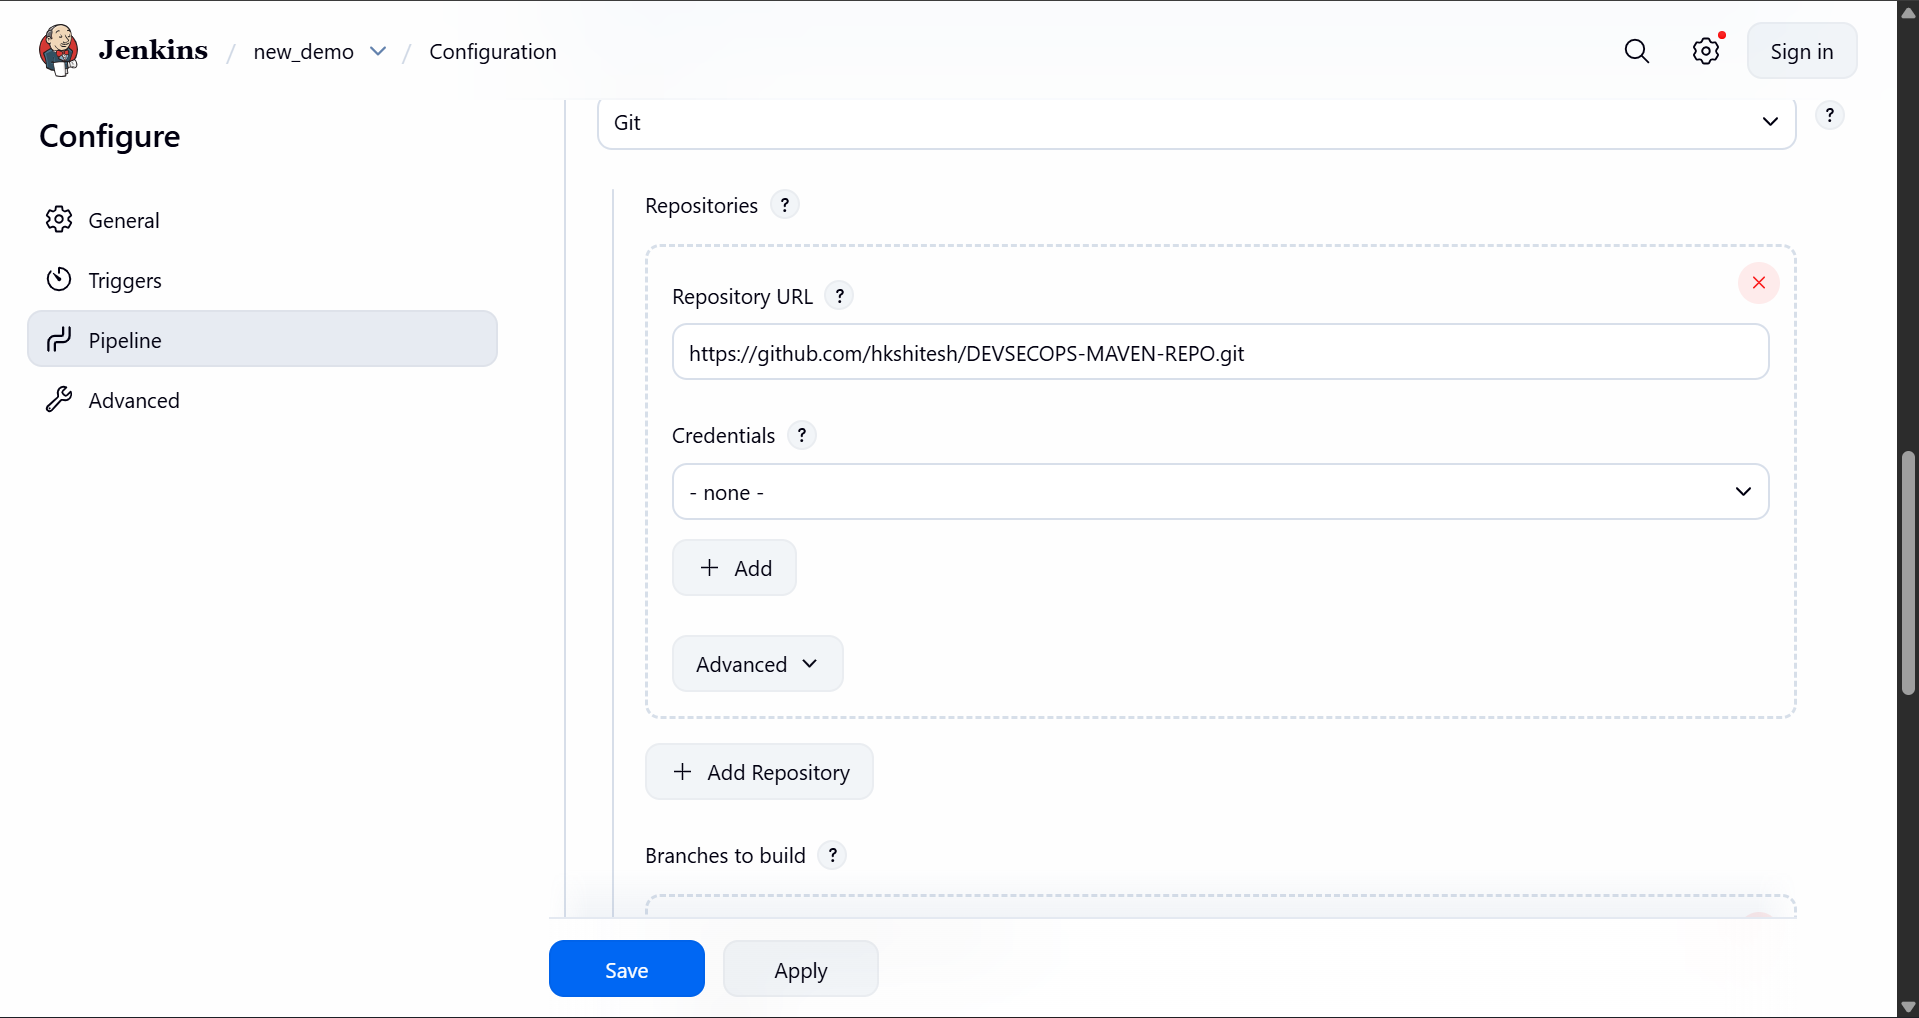 Jenkins / new_demo / Configuration
Sign in
Configure
General
Triggers
Pipeline
Advanced
Git
?
Repositories ?
Repository URL ?
https://github.com/hkshitesh/DEVSECOPS-MAVEN-REPO.git
Credentials ?
- none -
+ Add
Advanced
+ Add Repository
Branches to build ?
Save
Apply